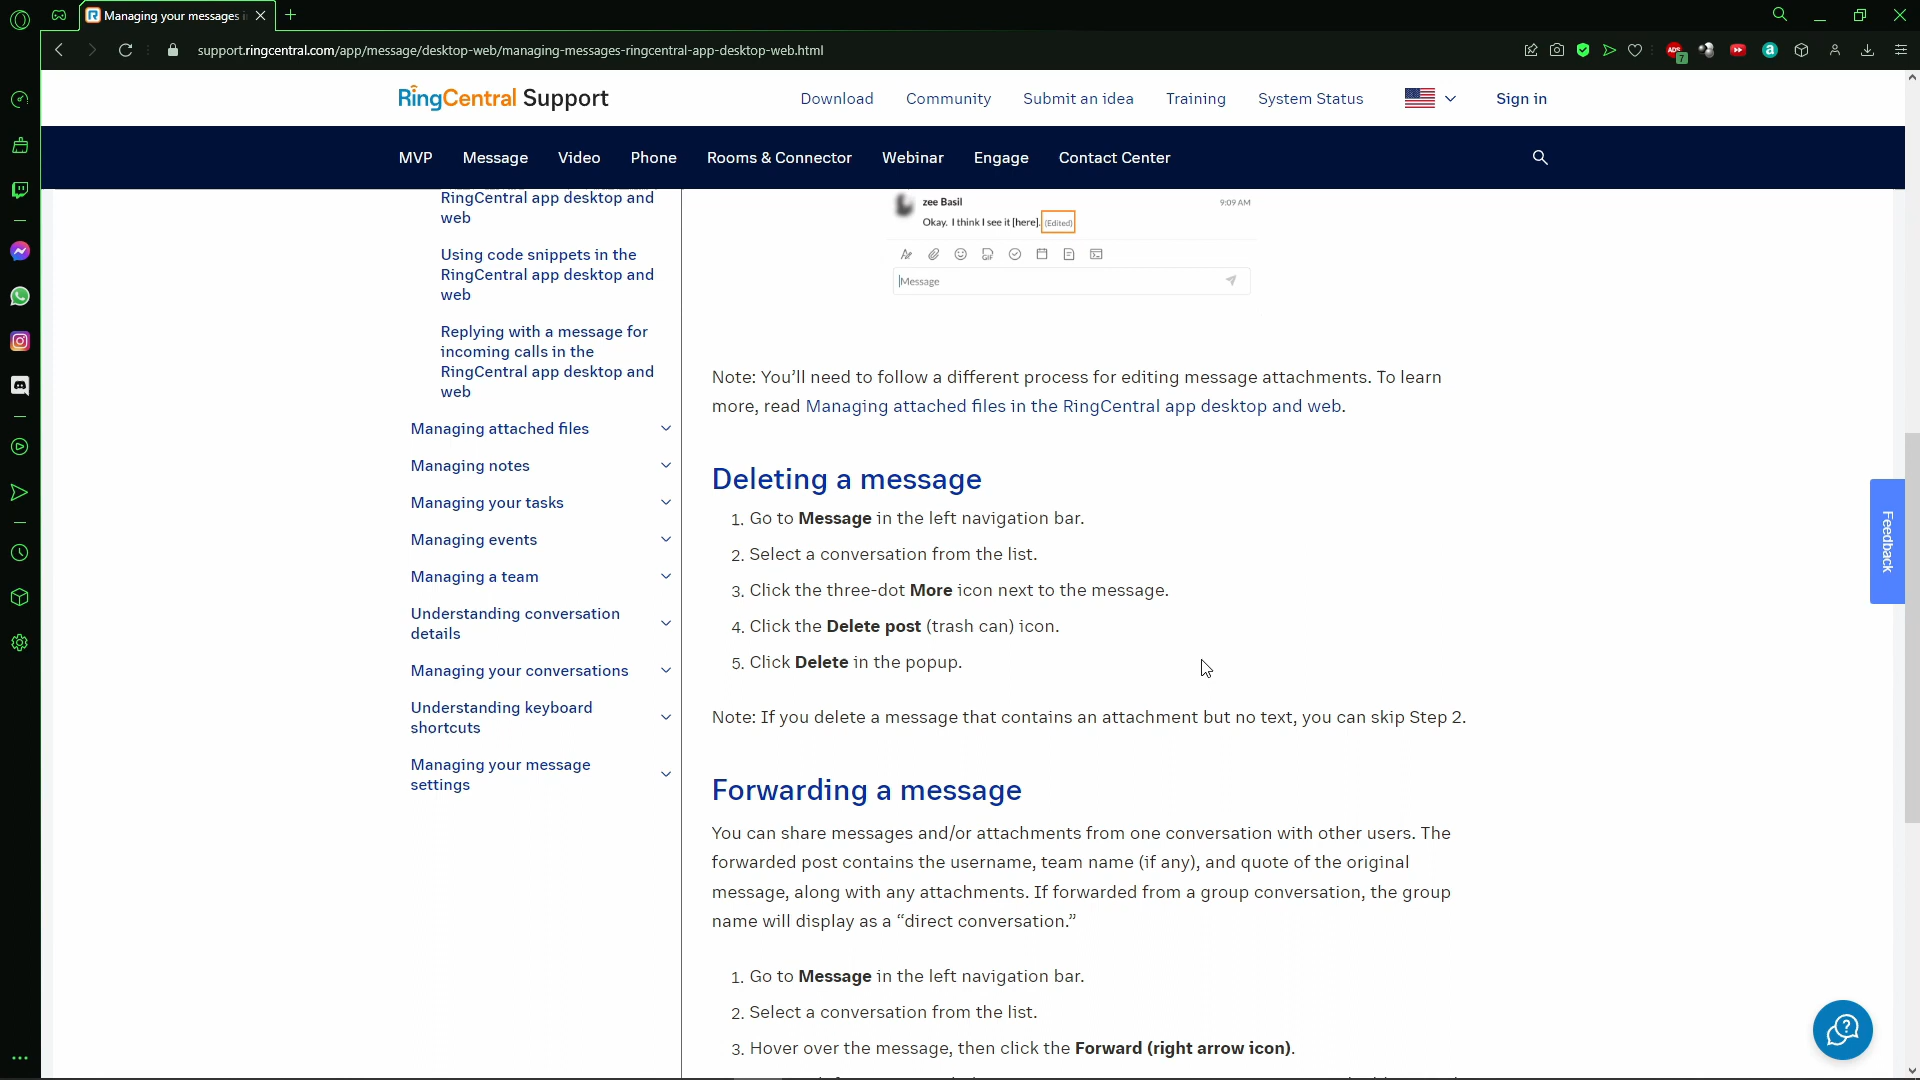 Managing your messages i
support.ringcentral.com/app/message/desktop-web/managing-messages-ringcentral-app-desktop-web.html
ADS
7
RingCentral Support
Download
Community
Submit an idea
Training
System Status
Sign in
MVP
Message
Video
Phone
Rooms & Connector
Webinar
Engage
Contact Center
RingCentral app desktop and
web
Using code snippets in the
RingCentral app desktop and
web
Replying with a message for
incoming calls in the
RingCentral app desktop and
web
Managing attached files
Managing notes
Managing your tasks
Managing events
Managing a team
Understanding conversation
details
Managing your conversations
Understanding keyboard
shortcuts
Managing your message
settings
zee Basil
9:09 AM
Okay. I think I see it [here]. (Edited)
GIF
Message
Note: You’ll need to follow a different process for editing message attachments. To learn
more, read Managing attached files in the RingCentral app desktop and web.
Deleting a message
1. Go to Message in the left navigation bar.
2. Select a conversation from the list.
3. Click the three-dot More icon next to the message.
4. Click the Delete post (trash can) icon.
5. Click Delete in the popup.
Note: If you delete a message that contains an attachment but no text, you can skip Step 2.
Forwarding a message
You can share messages and/or attachments from one conversation with other users. The
forwarded post contains the username, team name (if any), and quote of the original
message, along with any attachments. If forwarded from a group conversation, the group
name will display as a “direct conversation.”
1. Go to Message in the left navigation bar.
2. Select a conversation from the list.
3. Hover over the message, then click the Forward (right arrow icon).
Feedback